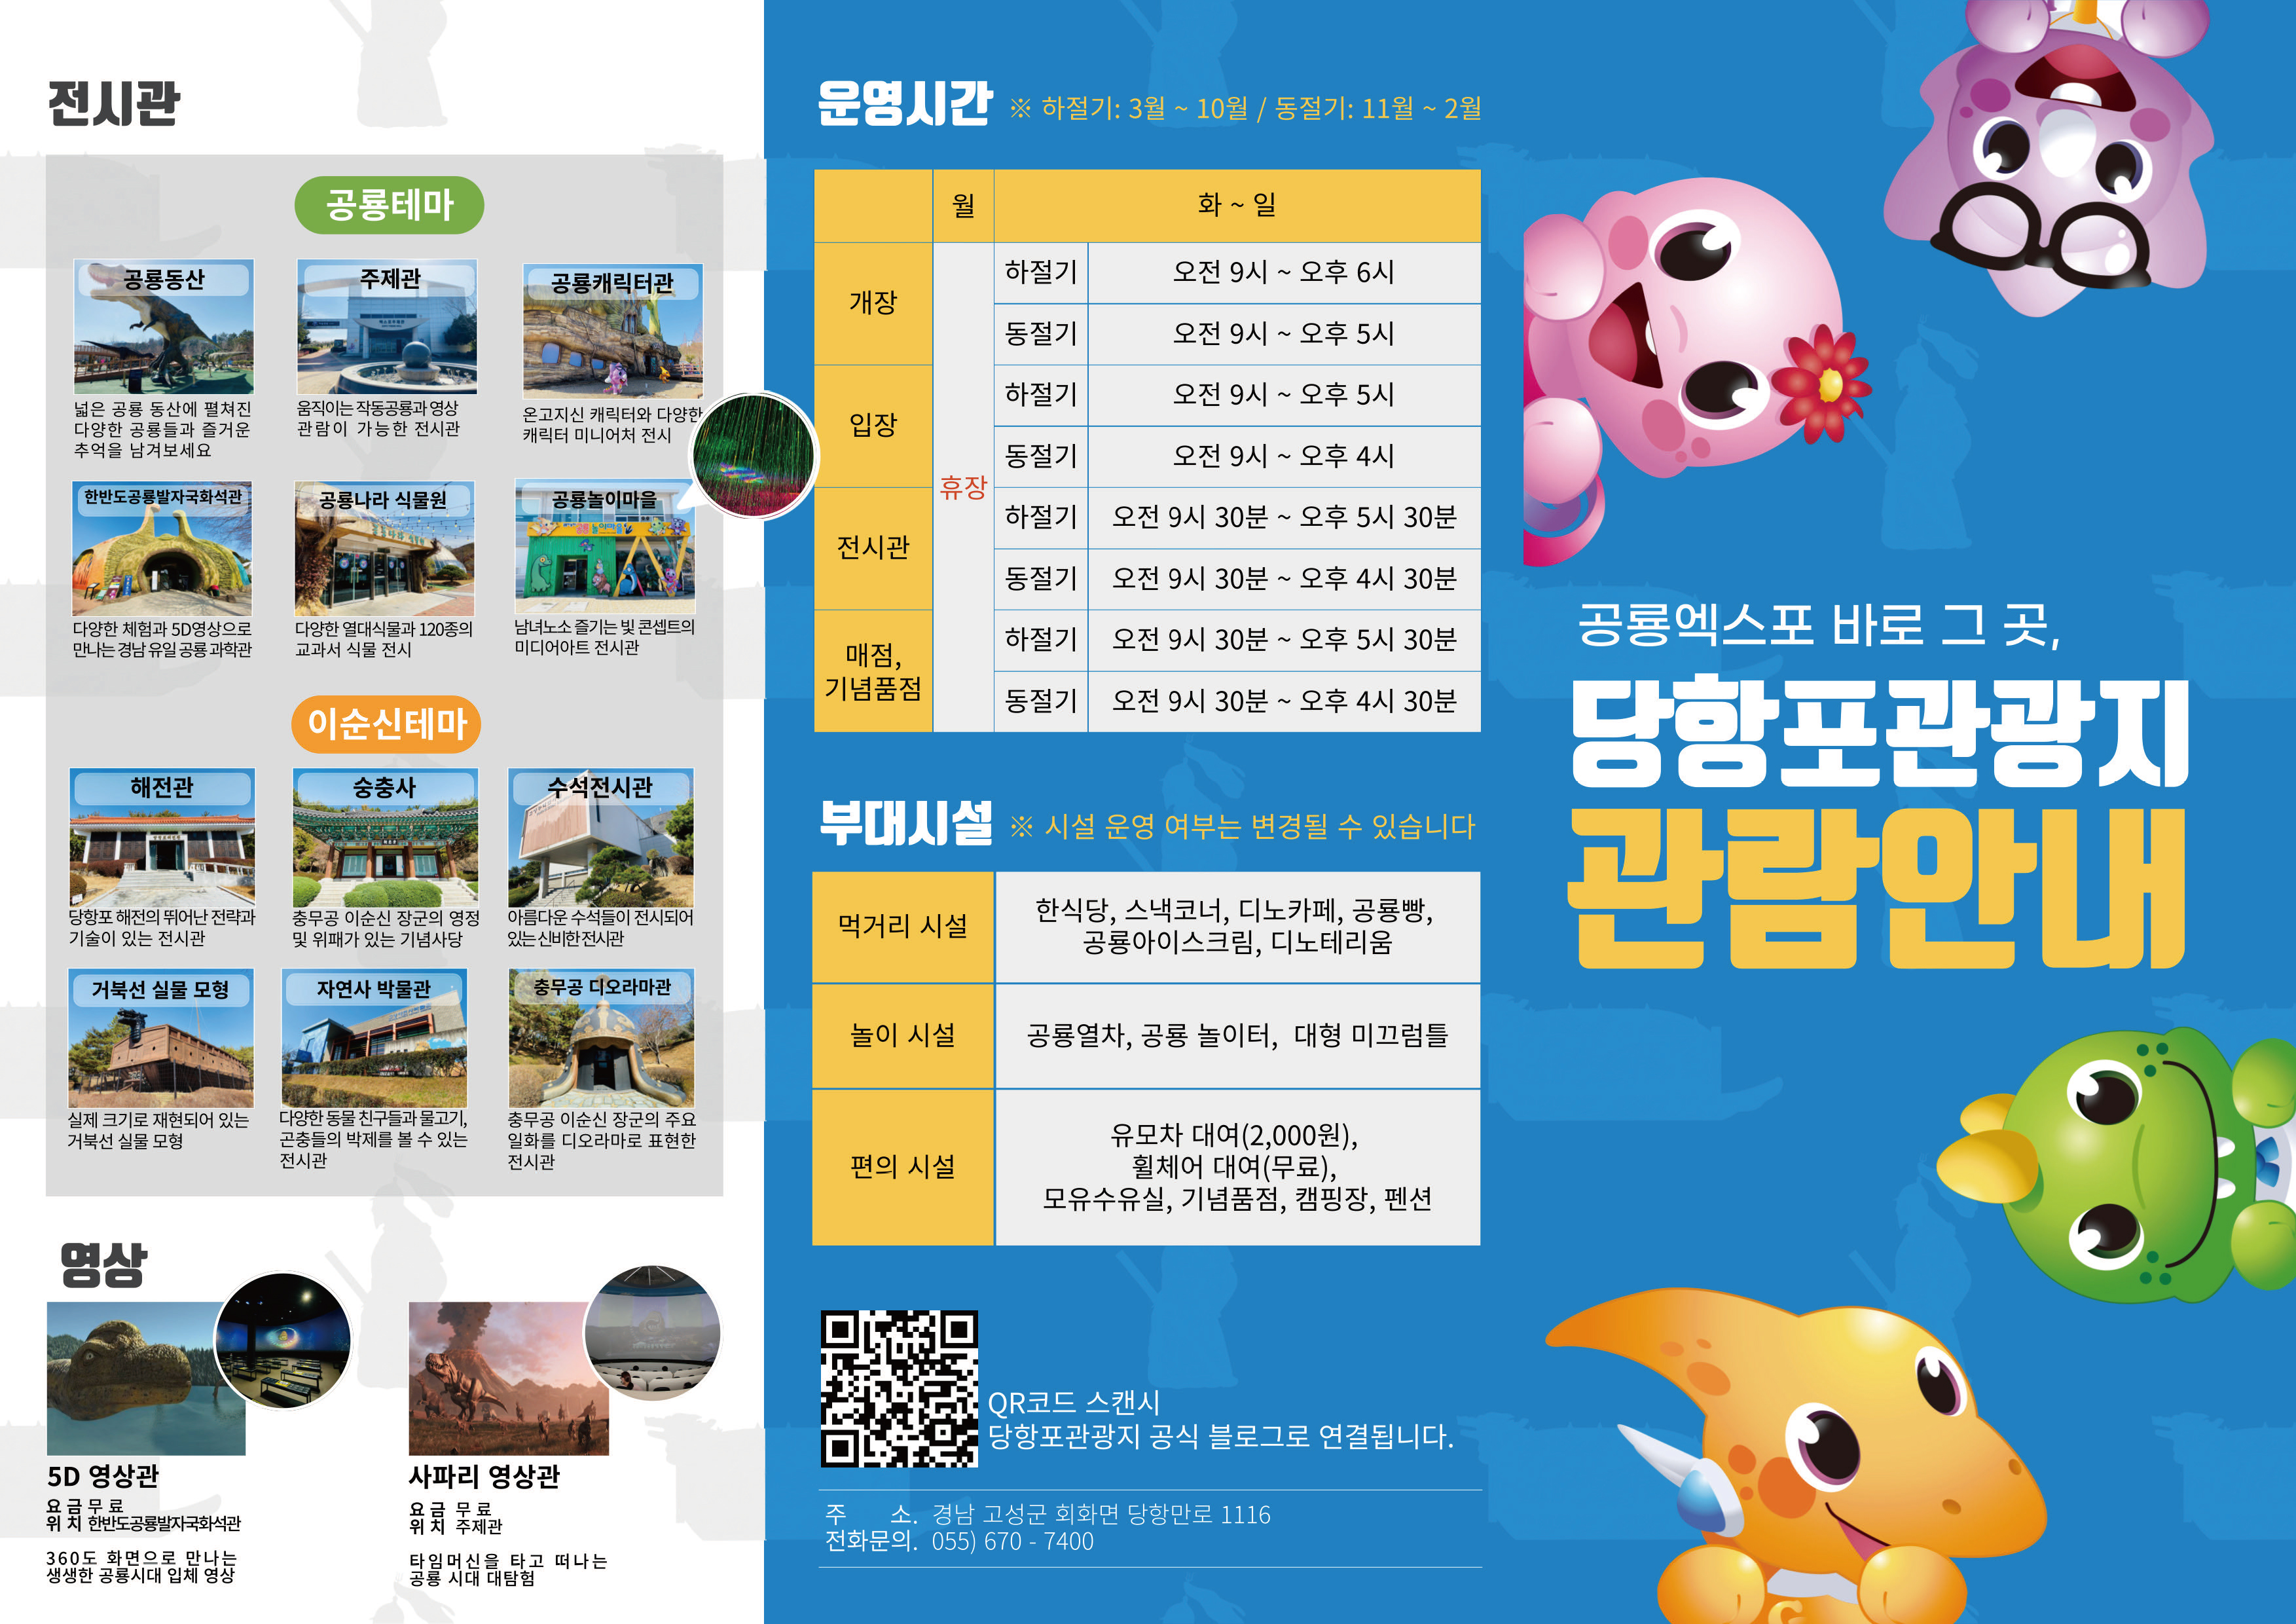 전시관
공룡테마
공룡동산
넓은 공룡 동산에 펼쳐진
다양한 공룡들과 즐거운
추억을 남겨보세요
주제관
움직이는 작동공룡과 영상
관람이 가능한 전시관
공룡캐릭터관
온고지신 캐릭터와 다양한
캐릭터 미니어처 전시
한반도공룡발자국화석관
다양한 체험과 5D영상으로
만나는 경남 유일 공룡 과학관
공룡나라 식물원
다양한 열대식물과 120종의
교과서 식물 전시
공룡놀이마을
남녀노소 즐기는 빛 콘셉트의
미디어아트 전시관
이순신테마
해전관
당항포 해전의 뛰어난 전략과
기술이 있는 전시관
숭충사
충무공 이순신 장군의 영정
및 위패가 있는 기념사당
수석전시관
아름다운 수석들이 전시되어
있는 신비한 전시관
거북선 실물 모형
실제 크기로 재현되어 있는
거북선 실물 모형
자연사 박물관
다양한 동물 친구들과 물고기,
곤충들의 박제를 볼 수 있는
전시관
충무공 디오라마관
충무공 이순신 장군의 주요
일화를 디오라마로 표현한
전시관
영상
5D 영상관
요 금 무 료
위 치 한반도공룡발자국화석관
360도 화면으로 만나는
생생한 공룡시대 입체 영상
사파리 영상관
요 금 무 료
위 치 주제관
타임머신을 타고 떠나는
공룡 시대 대탐험
운영시간 ※ 하절기: 3월 ~ 10월 / 동절기: 11월 ~ 2월
월 화 ~ 일
휴장
개장 하절기 오전 9시 ~ 오후 6시
동절기 오전 9시 ~ 오후 5시
입장 하절기 오전 9시 ~ 오후 5시
동절기 오전 9시 ~ 오후 4시
전시관 하절기 오전 9시 30분 ~ 오후 5시 30분
동절기 오전 9시 30분 ~ 오후 4시 30분
매점,
기념품점 하절기 오전 9시 30분 ~ 오후 5시 30분
동절기 오전 9시 30분 ~ 오후 4시 30분
부대시설 ※ 시설 운영 여부는 변경될 수 있습니다
먹거리 시설
한식당, 스낵코너, 디노카페, 공룡빵,
공룡아이스크림, 디노테리움
놀이 시설
공룡열차, 공룡 놀이터, 대형 미끄럼틀
편의 시설
유모차 대여(2,000원),
휠체어 대여(무료),
모유수유실, 기념품점, 캠핑장, 펜션
QR코드 스캔시
당항포관광지 공식 블로그로 연결됩니다.
주 소. 경남 고성군 회화면 당항만로 1116
전화문의. 055) 670 - 7400
공룡엑스포 바로 그 곳,
당항포관광지
관람안내